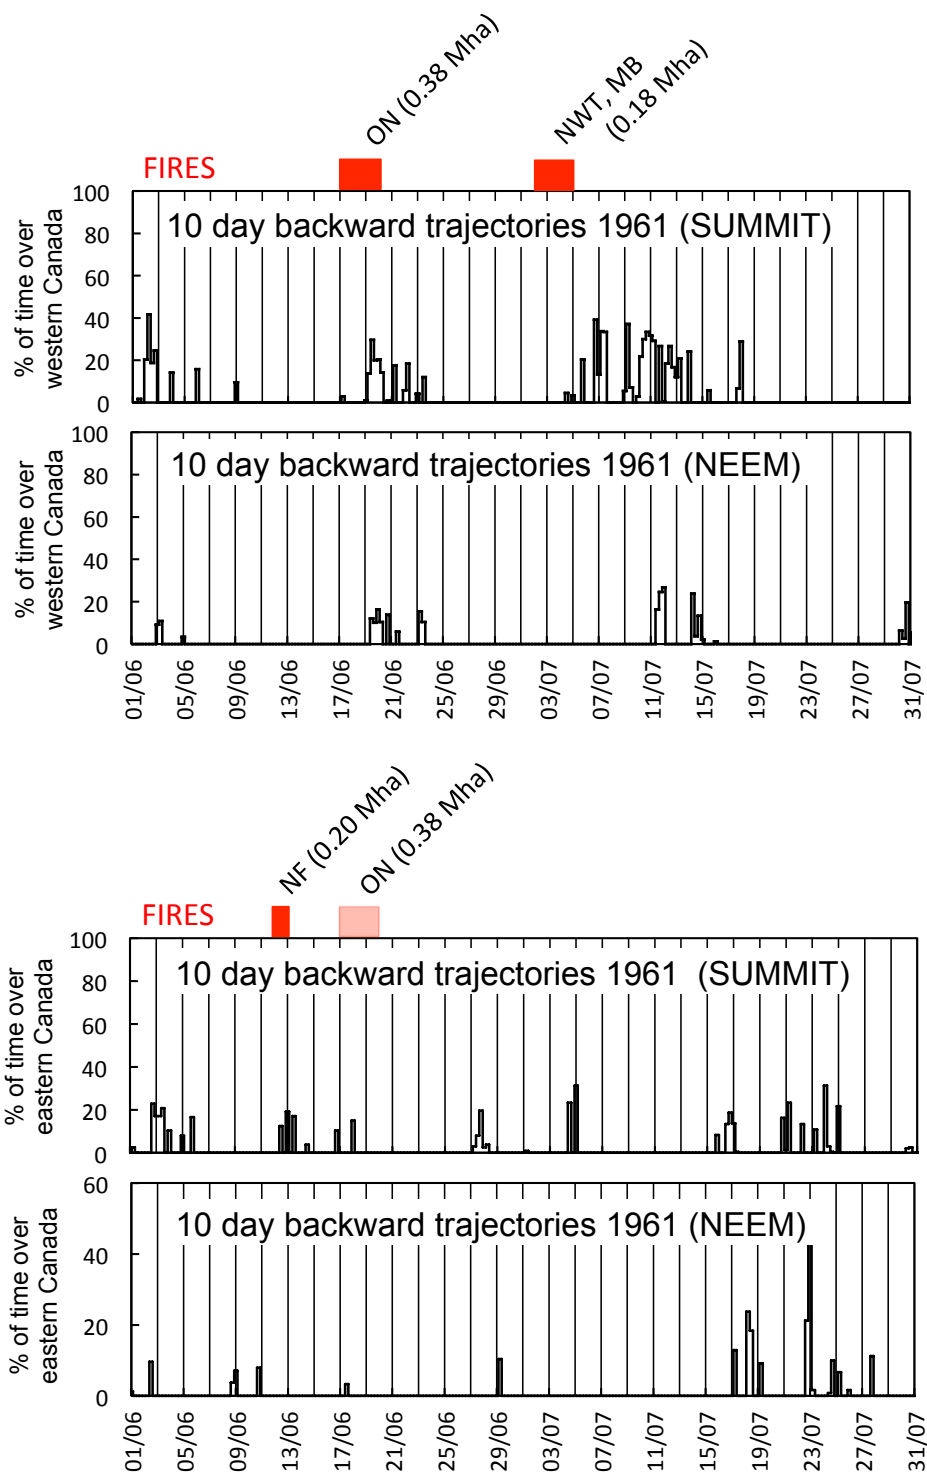 ON (0.38 Mha)
NWT, MB
(0.18 Mha)
FIRES
% of time over
western Canada
100
80
60
40
20
0
10 day backward trajectories 1961 (SUMMIT)
% of time over
western Canada
100
80
60
40
20
0
10 day backward trajectories 1961 (NEEM)
01/06
05/06
09/06
13/06
17/06
21/06
25/06
29/06
03/07
07/07
11/07
15/07
19/07
23/07
27/07
31/07
NF (0.20 Mha)
ON (0.38 Mha)
FIRES
% of time over
eastern Canada
100
80
60
40
20
0
10 day backward trajectories 1961 (SUMMIT)
% of time over
eastern Canada
60
40
20
0
10 day backward trajectories 1961 (NEEM)
01/06
05/06
09/06
13/06
17/06
21/06
25/06
29/06
03/07
07/07
11/07
15/07
19/07
23/07
27/07
31/07